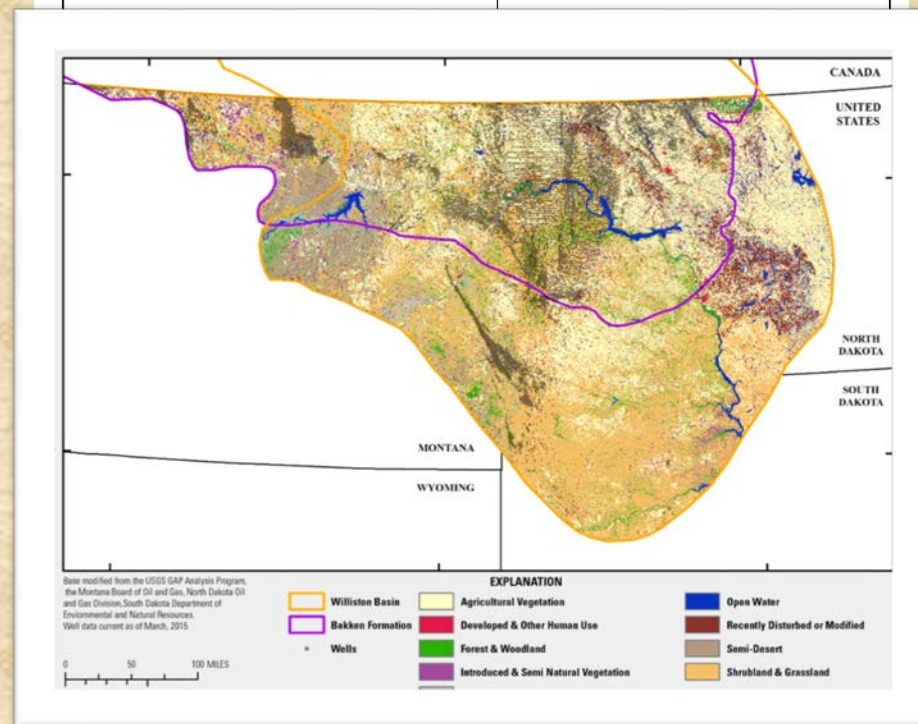 CANADA
UNITED
STATES
NORTH
DAKOTA
SOUTH
DAKOTA
MONTANA
WYOMING
Base modified from the USGS GAP Analysis Program,
the Montana Board of Oil and Gas, North Dakota Oil
and Gas Division,South Dakota Department of
Enviornmental and Natural Resources.
Well data current as of March, 2015
0 50 100 MILES
EXPLANATION
Williston Basin
Bakken Formation
Wells
Agricultural Vegetation
Developed & Other Human Use
Forest & Woodland
Introduced & Semi Natural Vegetation
Open Water
Recently Disturbed or Modified
Semi-Desert
Shrubland & Grassland